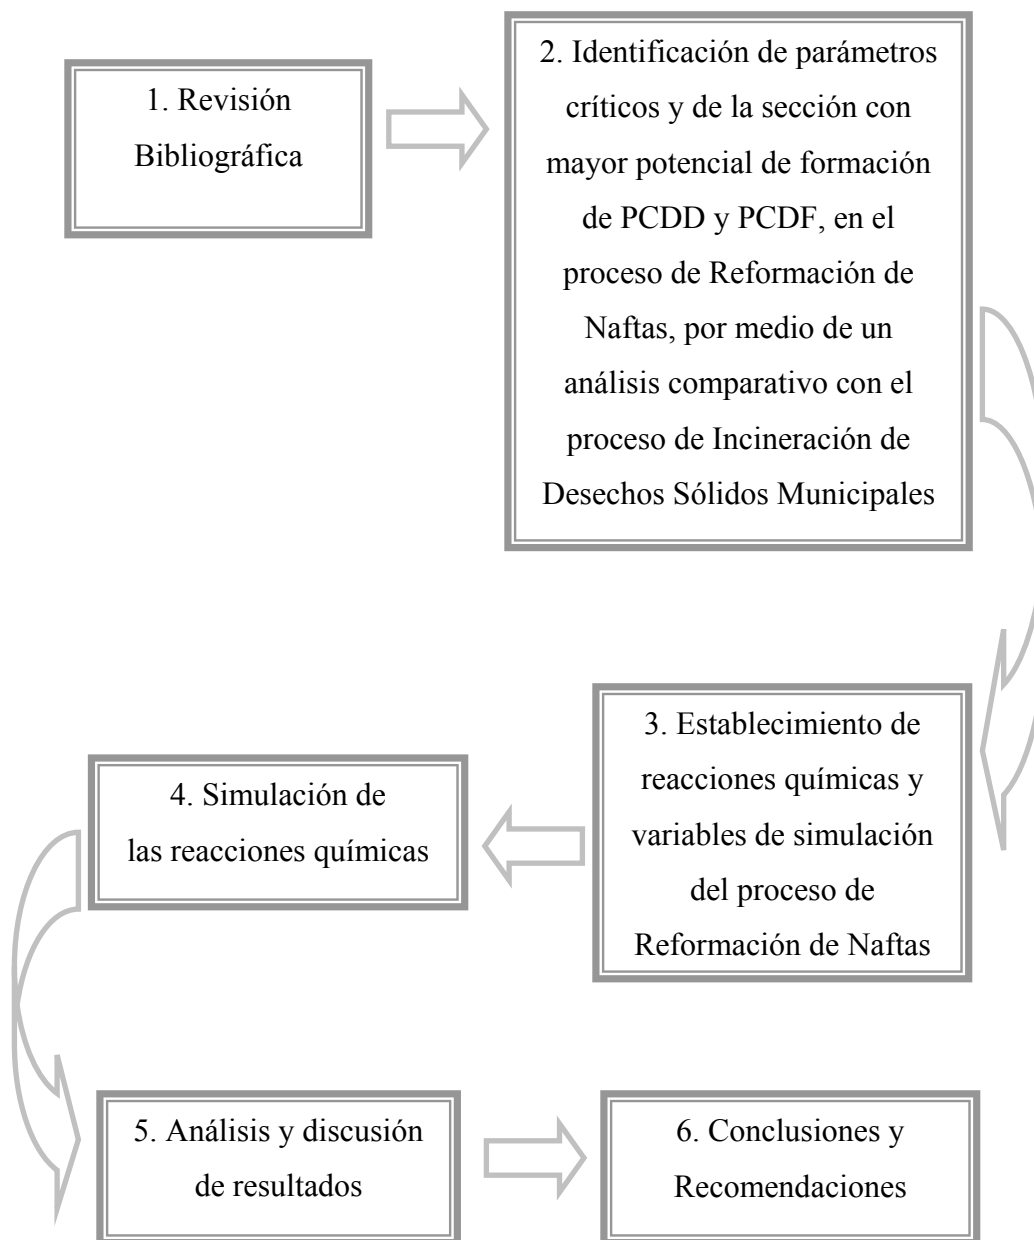 1. Revisión
Bibliográfica
2. Identificación de parámetros
críticos y de la sección con
mayor potencial de formación
de PCDD y PCDF, en el
proceso de Reformación de
Naftas, por medio de un
análisis comparativo con el
proceso de Incineración de
Desechos Sólidos Municipales
3. Establecimiento de
reacciones químicas y
variables de simulación
del proceso de
Reformación de Naftas
4. Simulación de
las reacciones químicas
5. Análisis y discusión
de resultados
6. Conclusiones y
Recomendaciones